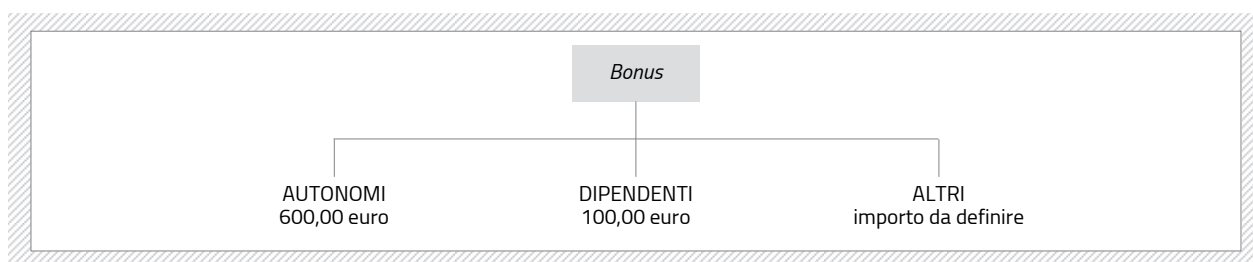 Bonus
AUTONOMI
600,00 euro
DIPENDENTI
100,00 euro
ALTRI
importo da definire